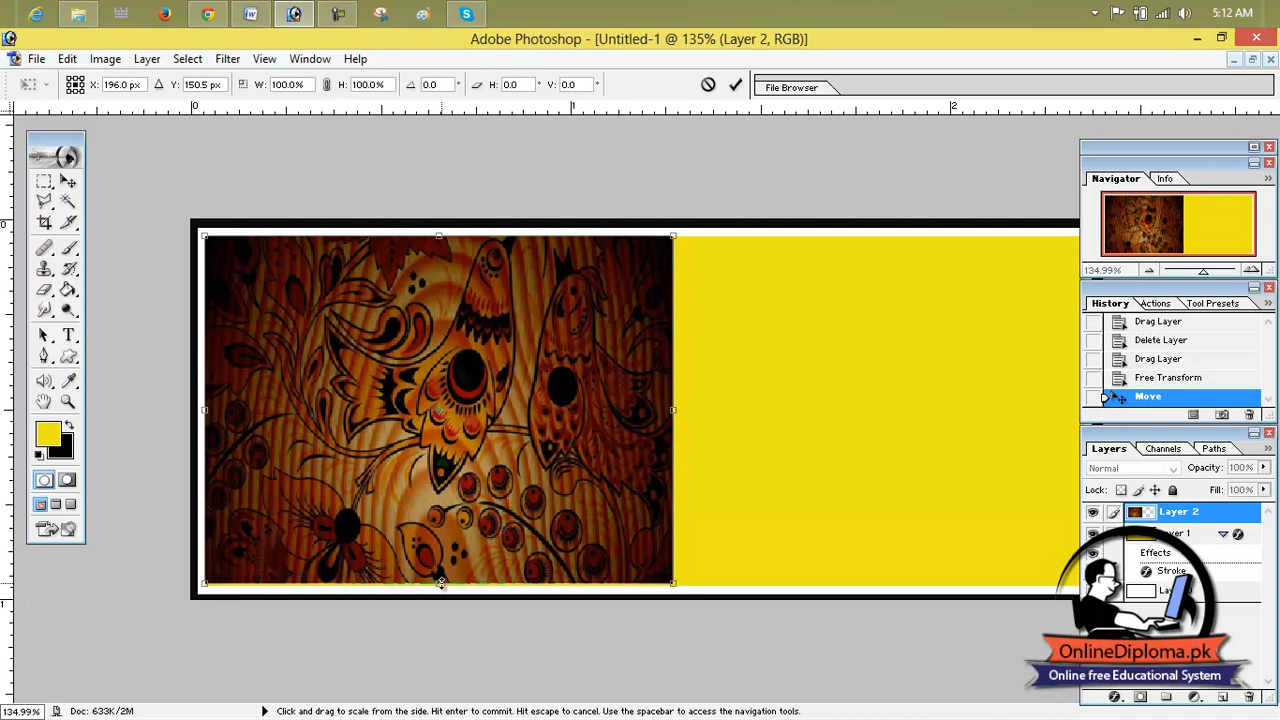 5:12 AM
Adobe Photoshop - [Untitled-1 @ 135% (Layer 2, RGB)]
File Edit Image Layer Select Filter View Window Help
X: 196.0 px Y: 150.5 px W: 100.0% H: 100.0% 0.0 ° H: 0.0 ° V: 0.0 ° File Browser
0 1 2
Navigator Info
134.99%
History Actions Tool Presets
Drag Layer
Delete Layer
Drag Layer
Free Transform
Move
Layers Channels Paths
Normal Opacity: 100%
Lock: Fill: 100%
Layer 2
Effects
Stroke
OnlineDiploma.pk
Online free Educational System
134.99% Doc: 633K/2M Click and drag to scale from the side. Hit enter to commit. Hit escape to cancel. Use the spacebar to access the navigation tools.